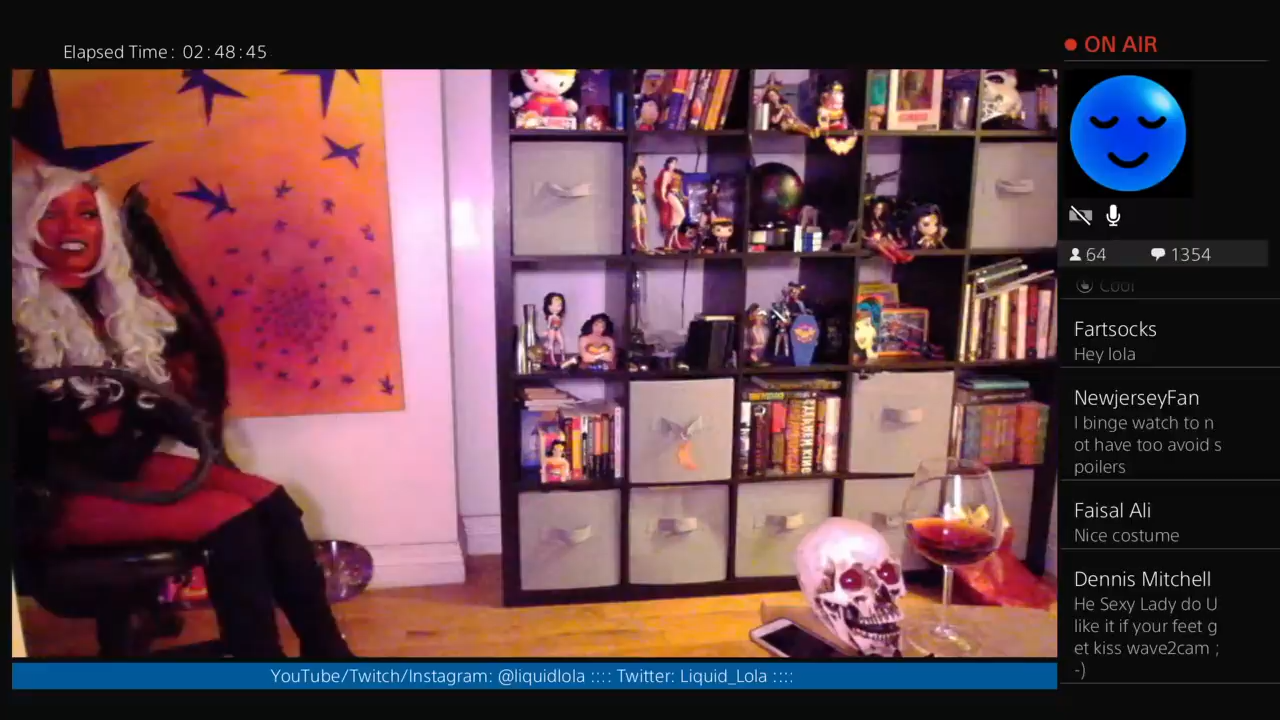 Elapsed Time: 02:48:45
ON AIR
64 1354
Cool
Fartsocks
Hey lola
NewjerseyFan
I binge watch to n
ot have too avoid s
poilers
Faisal Ali
Nice costume
Dennis Mitchell
He Sexy Lady do U
like it if your feet g
et kiss wave2cam ;
-)
YouTube/Twitch/Instagram: @liquidlola :::: Twitter: Liquid_Lola ::::